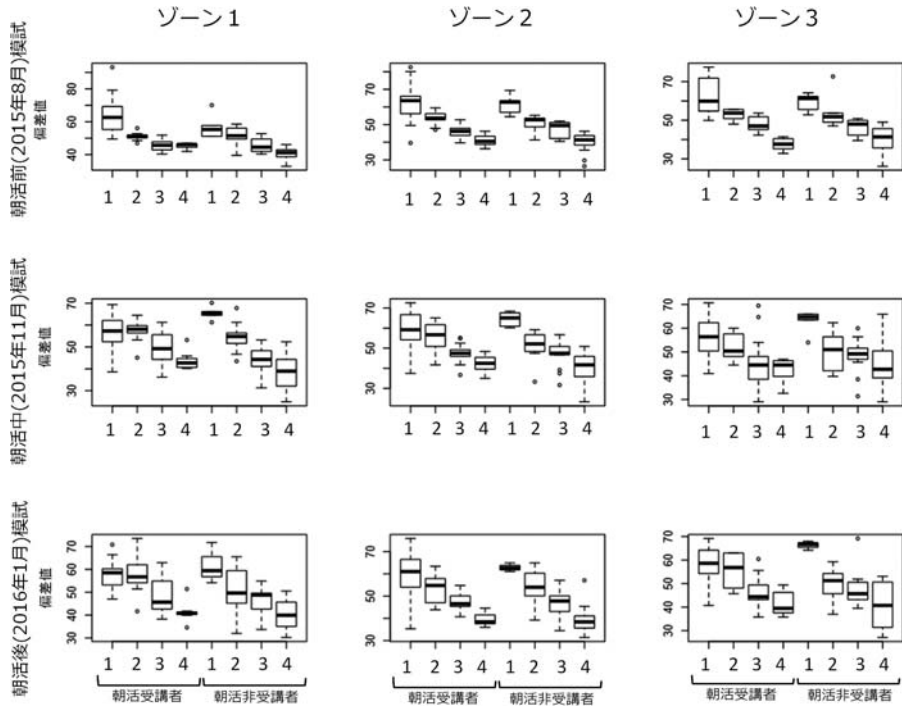 ゾーン１ ゾーン２ ゾーン３
朝活前(2015年8月)模試
偏差値
40 60 80
30 50 70
30 50 70
1 2 3 4 1 2 3 4
1 2 3 4 1 2 3 4
1 2 3 4 1 2 3 4
朝活中(2015年11月)模試
偏差値
30 50 70
30 50 70
30 40 50 60 70
1 2 3 4 1 2 3 4
1 2 3 4 1 2 3 4
1 2 3 4 1 2 3 4
朝活後(2016年1月)模試
偏差値
30 40 50 60 70
30 50 70
30 40 50 60 70
1 2 3 4 1 2 3 4
1 2 3 4 1 2 3 4
1 2 3 4 1 2 3 4
朝活受講者 朝活非受講者
朝活受講者 朝活非受講者
朝活受講者 朝活非受講者